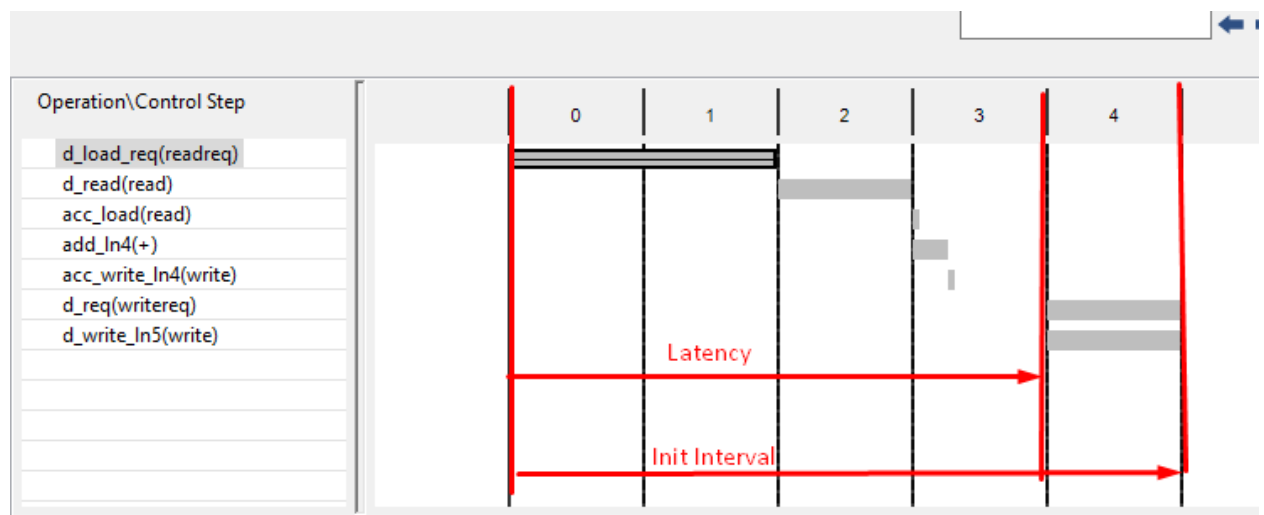 Operation\Control Step
0 1 2 3 4
d_load_req(readreq)
d_read(read)
acc_load(read)
add_ln4(+)
acc_write_ln4(write)
d_req(writereq)
d_write_ln5(write)
Latency
Init Interval